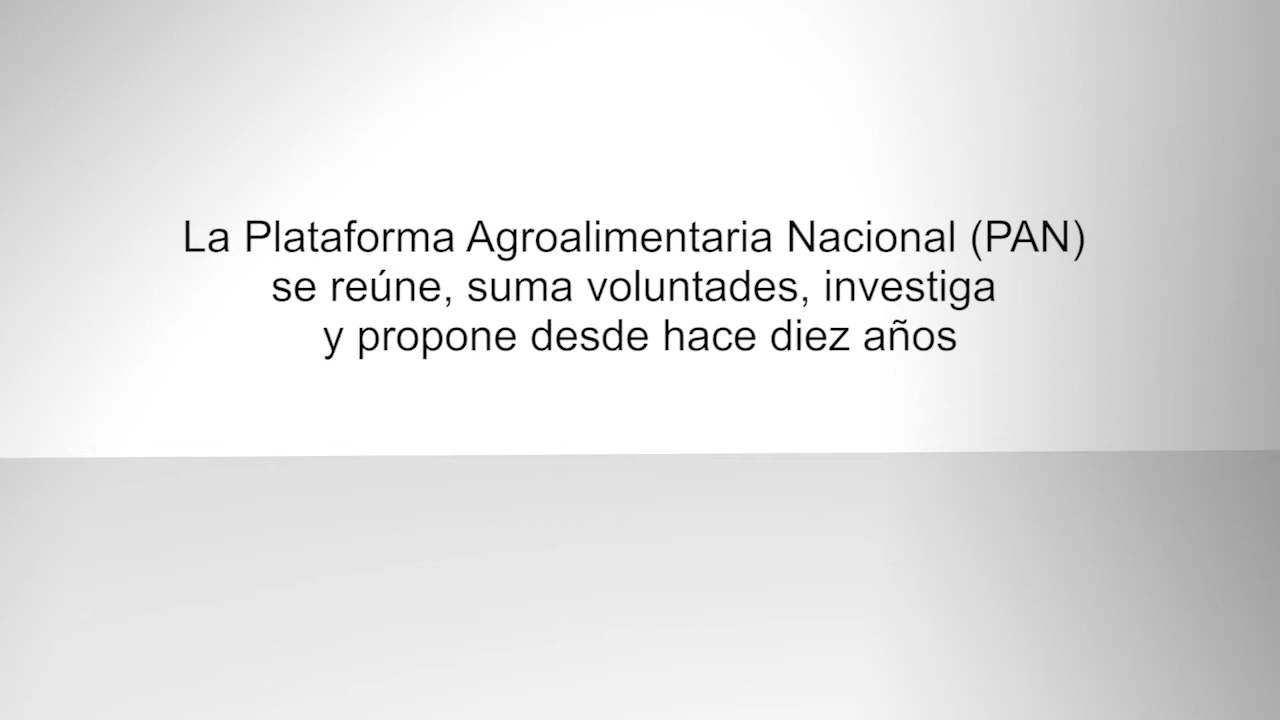 La Plataforma Agroalimentaria Nacional (PAN)
se reúne, suma voluntades, investiga
y propone desde hace diez años